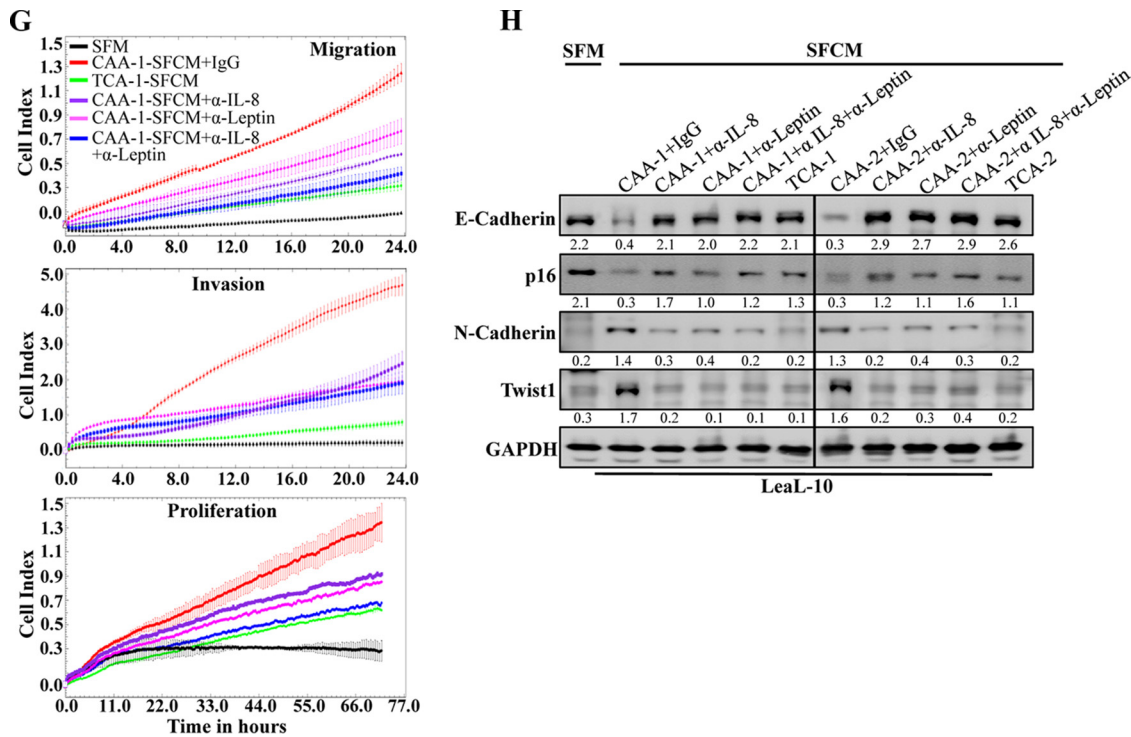 G
Migration
SFM
CAA-1-SFCM+IgG
TCA-1-SFCM
CAA-1-SFCM+α-IL-8
CAA-1-SFCM+α-Leptin
CAA-1-SFCM+α-IL-8
+α-Leptin
Cell Index
1.5
1.3
1.1
0.9
0.7
0.5
0.3
0.0
0.0 4.0 8.0 12.0 16.0 20.0 24.0
Invasion
Cell Index
5.0
4.0
3.0
2.0
1.0
0.0
0.0 4.0 8.0 12.0 16.0 20.0 24.0
Proliferation
Cell Index
1.5
1.3
1.1
0.9
0.7
0.5
0.3
0.0
0.0 11.0 22.0 33.0 44.0 55.0 66.0 77.0
Time in hours
H
SFM SFCM
CAA-1+IgG
CAA-1+α-IL-8
CAA-1+α-Leptin
CAA-1+α IL-8+α-Leptin
TCA-1
CAA-2+IgG
CAA-2+α-IL-8
CAA-2+α-Leptin
CAA-2+α IL-8+α-Leptin
TCA-2
E-Cadherin
2.2 0.4 2.1 2.0 2.2 2.1 0.3 2.9 2.7 2.9 2.6
p16
2.1 0.3 1.7 1.0 1.2 1.3 0.3 1.2 1.1 1.6 1.1
N-Cadherin
0.2 1.4 0.3 0.4 0.2 0.2 1.3 0.2 0.4 0.3 0.2
Twist1
0.3 1.7 0.2 0.1 0.1 0.1 1.6 0.2 0.3 0.4 0.2
GAPDH
LeaL-10